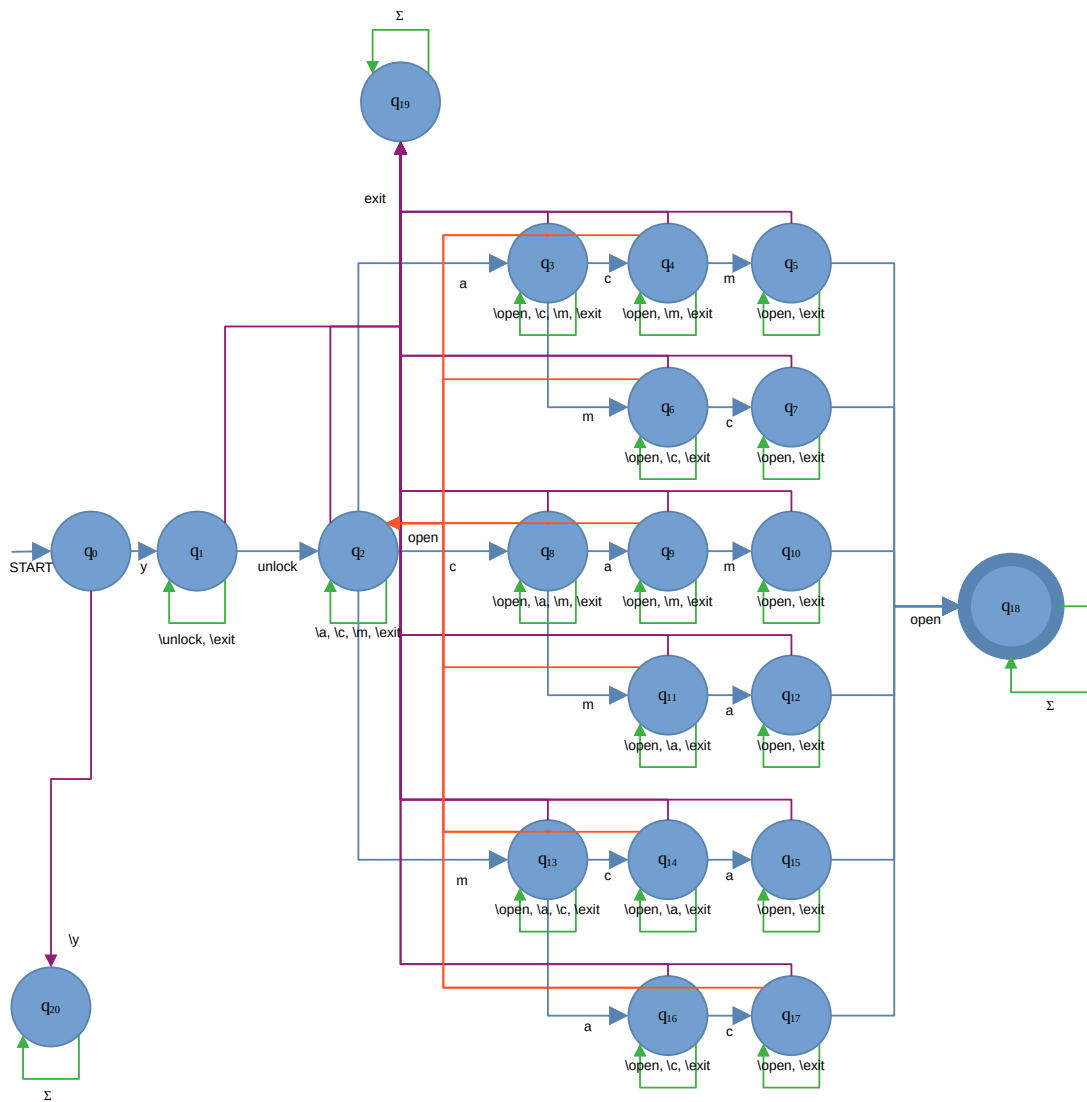 Σ
q19
exit
q3
q4
q5
a
c
m
\open, \c, \m, \exit
\open, \m, \exit
\open, \exit
q6
q7
m
c
\open, \c, \exit
\open, \exit
q0
q1
q2
open
q8
q9
q10
START
y
unlock
c
a
m
\open, \a, \m, \exit
\open, \m, \exit
\open, \exit
\unlock, \exit
\a, \c, \m, \exit
q18
open
q11
q12
m
a
Σ
\open, \a, \exit
\open, \exit
q13
q14
q15
m
c
a
\open, \a, \c, \exit
\open, \a, \exit
\open, \exit
\y
q20
q16
q17
a
c
\open, \c, \exit
\open, \exit
Σ